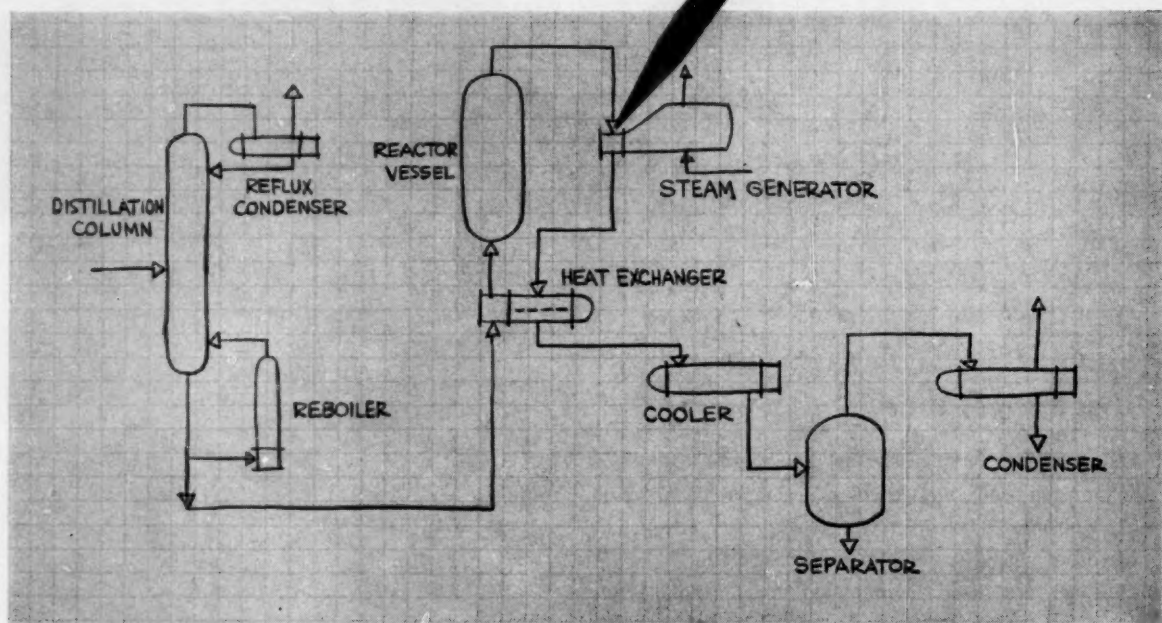 DISTILLATION
COLUMN
REFLUX
CONDENSER
REBOILER
REACTOR
VESSEL
STEAM GENERATOR
HEAT EXCHANGER
COOLER
SEPARATOR
CONDENSER